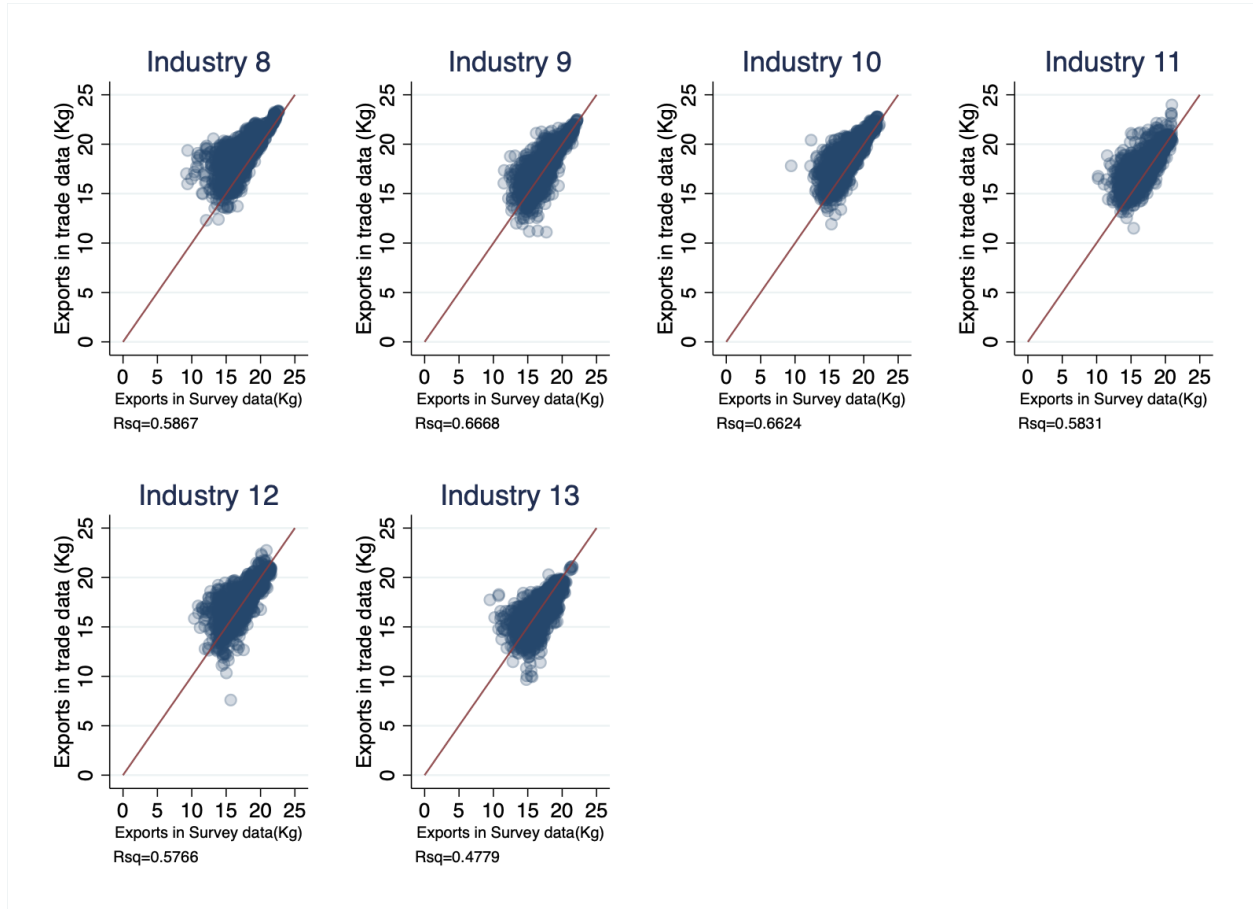 Industry 8
Exports in trade data (Kg)
25
20
15
10
5
0
0 5 10 15 20 25
Exports in Survey data(Kg)
Rsq=0.5867
Industry 9
Exports in trade data (Kg)
25
20
15
10
5
0
0 5 10 15 20 25
Exports in Survey data(Kg)
Rsq=0.6668
Industry 10
Exports in trade data (Kg)
25
20
15
10
5
0
0 5 10 15 20 25
Exports in Survey data(Kg)
Rsq=0.6624
Industry 11
Exports in trade data (Kg)
25
20
15
10
5
0
0 5 10 15 20 25
Exports in Survey data(Kg)
Rsq=0.5831
Industry 12
Exports in trade data (Kg)
25
20
15
10
5
0
0 5 10 15 20 25
Exports in Survey data(Kg)
Rsq=0.5766
Industry 13
Exports in trade data (Kg)
25
20
15
10
5
0
0 5 10 15 20 25
Exports in Survey data(Kg)
Rsq=0.4779